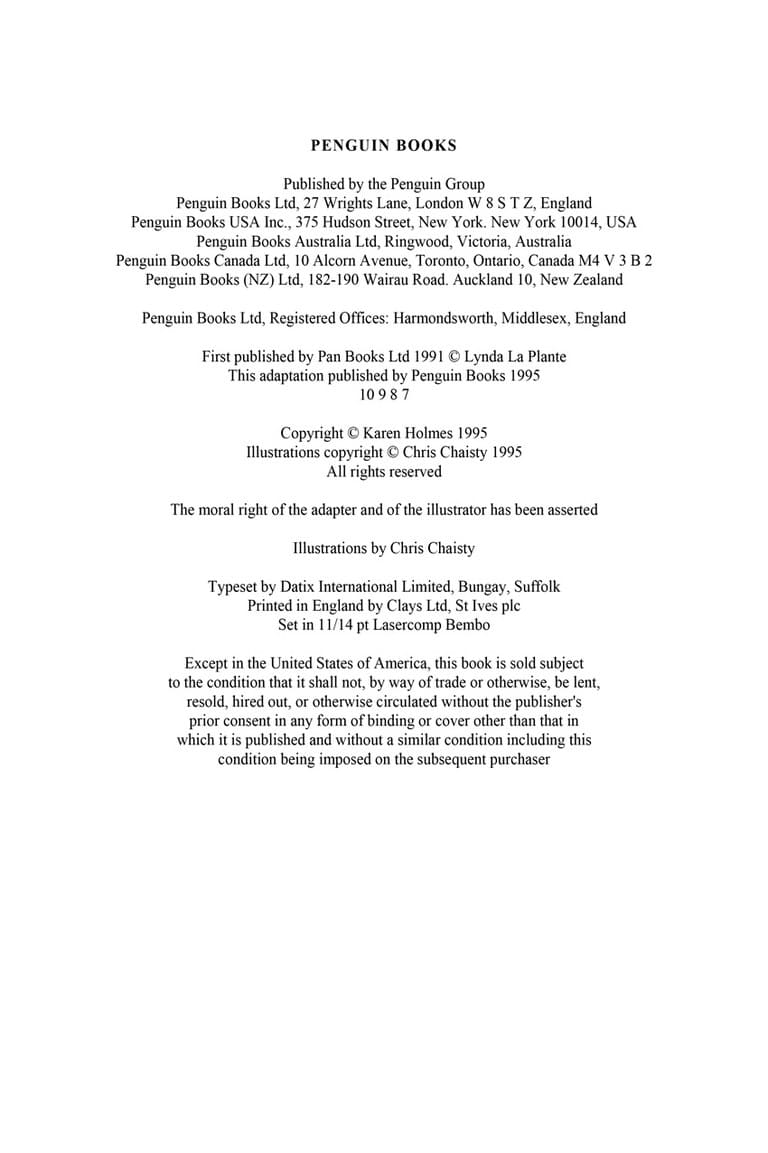 PENGUIN BOOKS
Published by the Penguin Group
Penguin Books Ltd, 27 Wrights Lane, London W 8 S T Z, England
Penguin Books USA Inc., 375 Hudson Street, New York. New York 10014, USA
Penguin Books Australia Ltd, Ringwood, Victoria, Australia
Penguin Books Canada Ltd, 10 Alcorn Avenue, Toronto, Ontario, Canada M4 V 3 B 2
Penguin Books (NZ) Ltd, 182-190 Wairau Road. Auckland 10, New Zealand
Penguin Books Ltd, Registered Offices: Harmondsworth, Middlesex, England
First published by Pan Books Ltd 1991 © Lynda La Plante
This adaptation published by Penguin Books 1995
10 9 8 7
Copyright © Karen Holmes 1995
Illustrations copyright © Chris Chaisty 1995
All rights reserved
The moral right of the adapter and of the illustrator has been asserted
Illustrations by Chris Chaisty
Typeset by Datix International Limited, Bungay, Suffolk
Printed in England by Clays Ltd, St Ives plc
Set in 11/14 pt Lasercomp Bembo
Except in the United States of America, this book is sold subject
to the condition that it shall not, by way of trade or otherwise, be lent,
resold, hired out, or otherwise circulated without the publisher's
prior consent in any form of binding or cover other than that in
which it is published and without a similar condition including this
condition being imposed on the subsequent purchaser